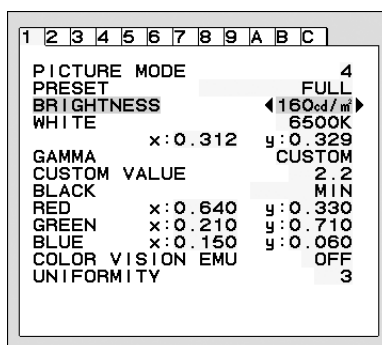 1 2 3 4 5 6 7 8 9 A B C
PICTURE MODE 4
PRESET FULL
BRIGHTNESS ◀160cd/㎡▶
WHITE 6500K
x:0.312 y:0.329
GAMMA CUSTOM
CUSTOM VALUE 2.2
BLACK MIN
RED x:0.640 y:0.330
GREEN x:0.210 y:0.710
BLUE x:0.150 y:0.060
COLOR VISION EMU OFF
UNIFORMITY 3